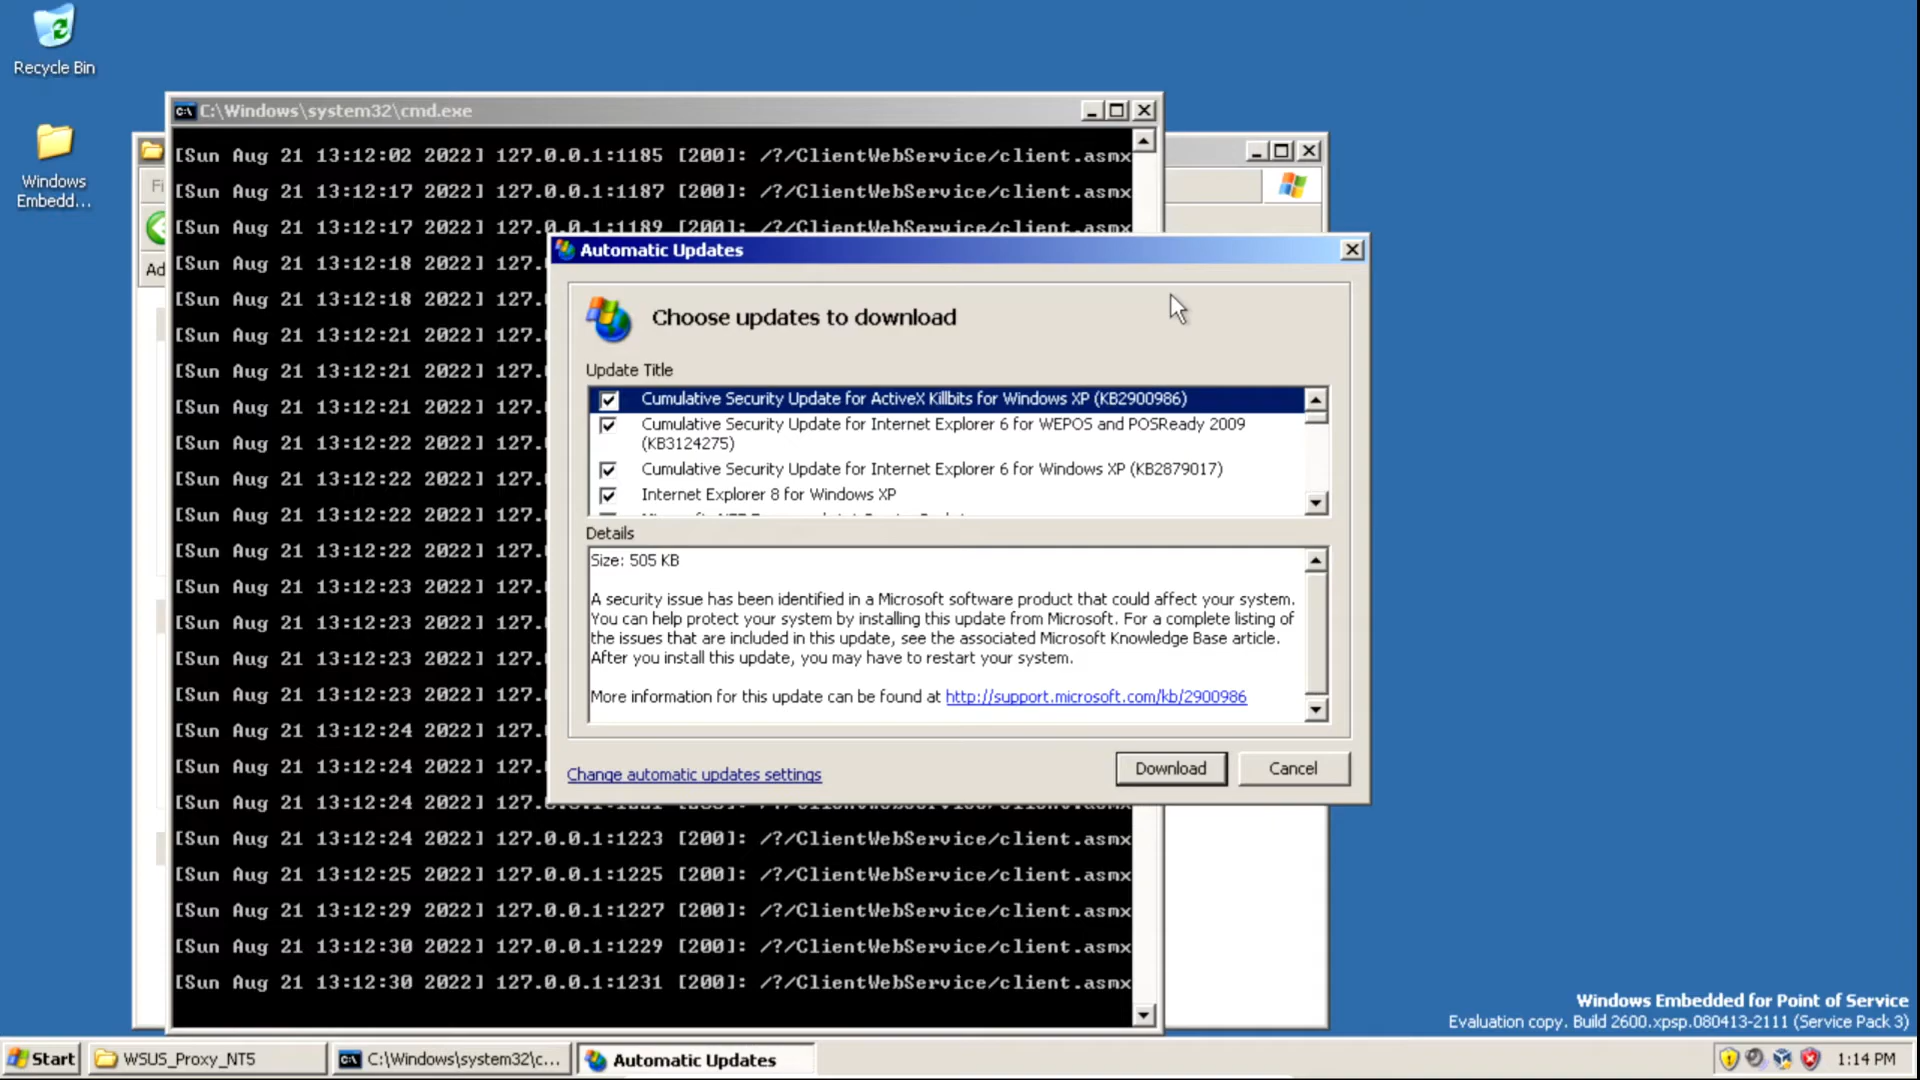 Recycle Bin
Windows
Embedd...
C:\Windows\system32\cmd.exe
[Sun Aug 21 13:12:02 2022] 127.0.0.1:1185 [200]: /?/ClientWebService/client.asmx
[Sun Aug 21 13:12:17 2022] 127.0.0.1:1187 [200]: /?/ClientWebService/client.asmx
[Sun Aug 21 13:12:17 2022] 127.0.0.1:1189 [200]: /?/ClientWebService/client.asmx
[Sun Aug 21 13:12:18 2022] 127.
[Sun Aug 21 13:12:18 2022] 127.
[Sun Aug 21 13:12:21 2022] 127.
[Sun Aug 21 13:12:21 2022] 127.
[Sun Aug 21 13:12:21 2022] 127.
[Sun Aug 21 13:12:22 2022] 127.
[Sun Aug 21 13:12:22 2022] 127.
[Sun Aug 21 13:12:22 2022] 127.
[Sun Aug 21 13:12:22 2022] 127.
[Sun Aug 21 13:12:23 2022] 127.
[Sun Aug 21 13:12:23 2022] 127.
[Sun Aug 21 13:12:23 2022] 127.
[Sun Aug 21 13:12:23 2022] 127.
[Sun Aug 21 13:12:24 2022] 127.
[Sun Aug 21 13:12:24 2022] 127.
[Sun Aug 21 13:12:24 2022]
[Sun Aug 21 13:12:24 2022] 127.0.0.1:1223 [200]: /?/ClientWebService/client.asmx
[Sun Aug 21 13:12:25 2022] 127.0.0.1:1225 [200]: /?/ClientWebService/client.asmx
[Sun Aug 21 13:12:29 2022] 127.0.0.1:1227 [200]: /?/ClientWebService/client.asmx
[Sun Aug 21 13:12:30 2022] 127.0.0.1:1229 [200]: /?/ClientWebService/client.asmx
[Sun Aug 21 13:12:30 2022] 127.0.0.1:1231 [200]: /?/ClientWebService/client.asmx
Fi
Ad
Automatic Updates
Choose updates to download
Update Title
Cumulative Security Update for ActiveX Killbits for Windows XP (KB2900986)
Cumulative Security Update for Internet Explorer 6 for WEPOS and POSReady 2009
(KB3124275)
Cumulative Security Update for Internet Explorer 6 for Windows XP (KB2879017)
Internet Explorer 8 for Windows XP
Details
Size: 505 KB
A security issue has been identified in a Microsoft software product that could affect your system.
You can help protect your system by installing this update from Microsoft. For a complete listing of
the issues that are included in this update, see the associated Microsoft Knowledge Base article.
After you install this update, you may have to restart your system.
More information for this update can be found at http://support.microsoft.com/kb/2900986
Change automatic updates settings
Download
Cancel
Windows Embedded for Point of Service
Evaluation copy. Build 2600.xpsp.080413-2111 (Service Pack 3)
Start
WSUS_Proxy_NT5
C:\Windows\system32\c...
Automatic Updates
1:14 PM